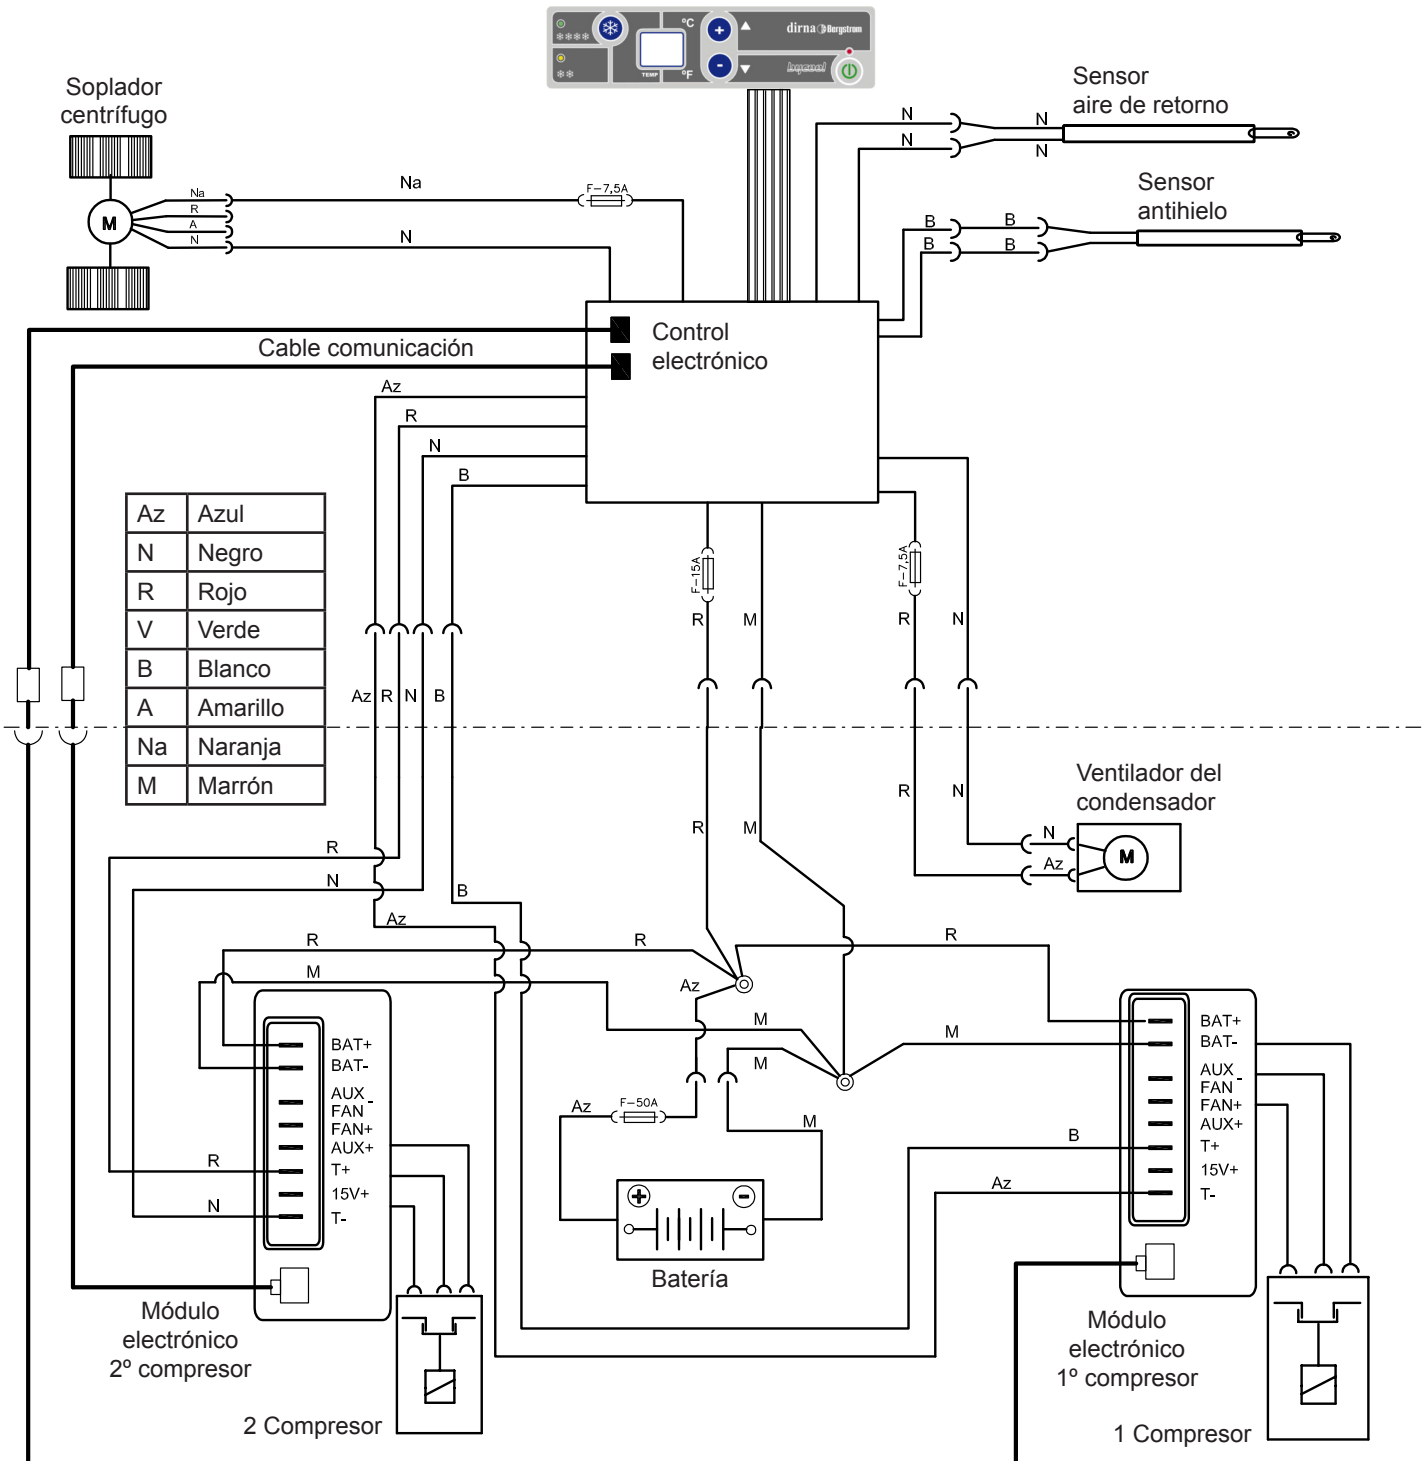 °C
°F
TEMP
+
-
dirna Bergstrom
bycool
Soplador
centrífugo
M
Na
R
A
N
Na
N
F-7,5A
Sensor
aire de retorno
N
N
N
N
Sensor
antihielo
B
B
B
B
Control
electrónico
Cable comunicación
Az
R
N
B
Az Azul
N Negro
R Rojo
V Verde
B Blanco
A Amarillo
Na Naranja
M Marrón
F-15A
F-7,5A
R
M
R
N
Az
R
N
B
Ventilador del
condensador
R
N
R
M
N
Az
M
R
N
B
Az
R
R
R
M
Az
M
M
M
BAT+
BAT-
AUX
FAN -
FAN+
AUX+
T+
15V+
T-
R
N
Az
F-50A
M
+
-
Batería
BAT+
BAT-
AUX
FAN -
FAN+
AUX+
T+
15V+
T-
B
Az
Módulo
electrónico
2º compresor
2 Compresor
Módulo
electrónico
1º compresor
1 Compresor